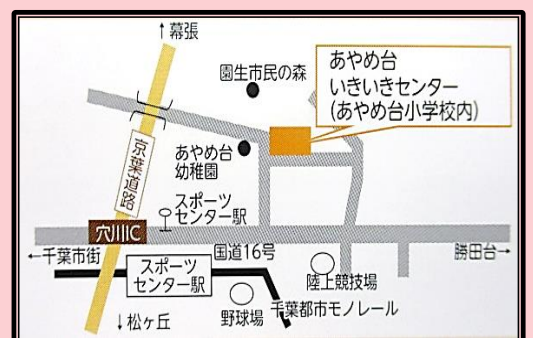 ↑幕張
園生市民の森
あやめ台
いきいきセンター
(あやめ台小学校内)
あやめ台
幼稚園
京葉道路
スポーツ
センター駅
穴川IC
国道16号
←千葉市街
勝田台→
スポーツ
センター駅
陸上競技場
野球場
千葉都市モノレール
↓松ヶ丘